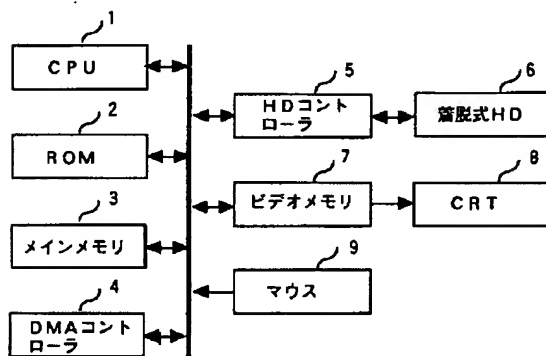 1
CPU
2
ROM
3
メインメモリ
4
DMAコント
ローラ
5
HDコント
ローラ
6
着脱式HD
7
ビデオメモリ
8
CRT
9
マウス